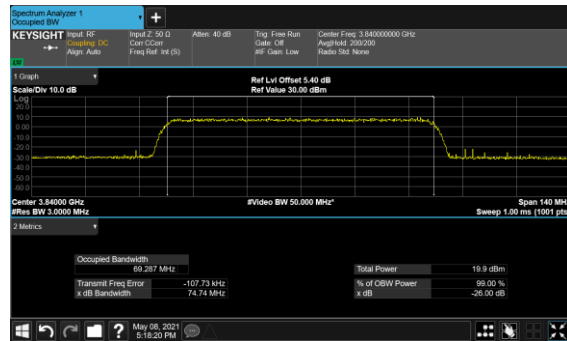 Spectrum Analyzer 1
Occupied BW
KEYSIGHT
Input: RF
Coupling: DC
Align: Auto
Input Z: 50 Ω
Corr CCorr
Freq Ref: Int (S)
Atten: 40 dB
Trig: Free Run
Gate: Off
#IF Gain: Low
Center Freq: 3.840000000 GHz
Avg|Hold: 200/200
Radio Std: None
1 Graph
Scale/Div 10.0 dB
Ref Lvl Offset 5.40 dB
Ref Value 30.00 dBm
Log
20.0
10.0
0.00
-10.0
-20.0
-30.0
-40.0
-50.0
-60.0
Center 3.84000 GHz
#Res BW 3.0000 MHz
#Video BW 50.000 MHz*
Span 140 MH
Sweep 1.00 ms (1001 pts
2 Metrics
Occupied Bandwidth
69.287 MHz
Total Power 19.9 dBm
Transmit Freq Error -107.73 kHz
% of OBW Power 99.00 %
x dB Bandwidth 74.74 MHz
x dB -26.00 dB
May 08, 2021
5:18:20 PM